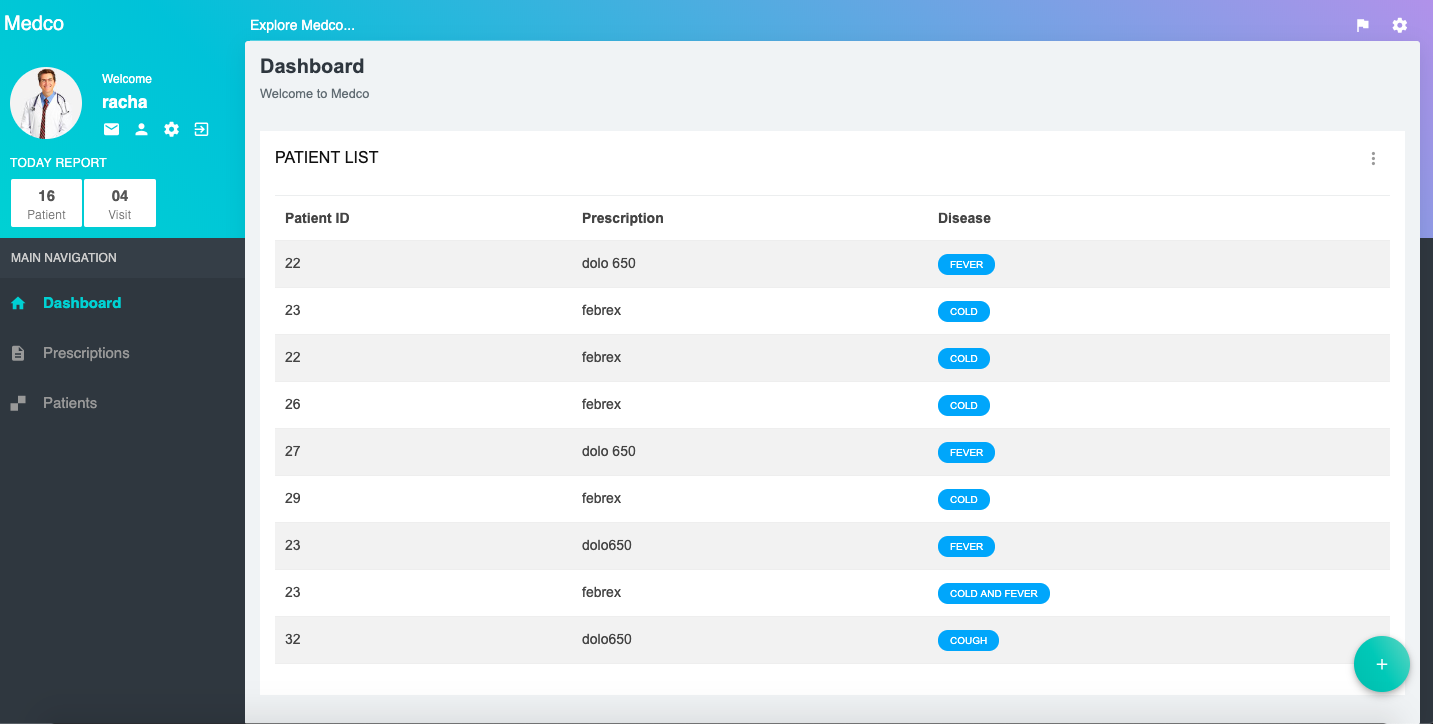 Medco
Explore Medco...
Welcome
racha
TODAY REPORT
16
Patient
04
Visit
MAIN NAVIGATION
Dashboard
Prescriptions
Patients
Dashboard
Welcome to Medco
PATIENT LIST
Patient ID Prescription Disease
22 dolo 650 FEVER
23 febrex COLD
22 febrex COLD
26 febrex COLD
27 dolo 650 FEVER
29 febrex COLD
23 dolo650 FEVER
23 febrex COLD AND FEVER
32 dolo650 COUGH
+